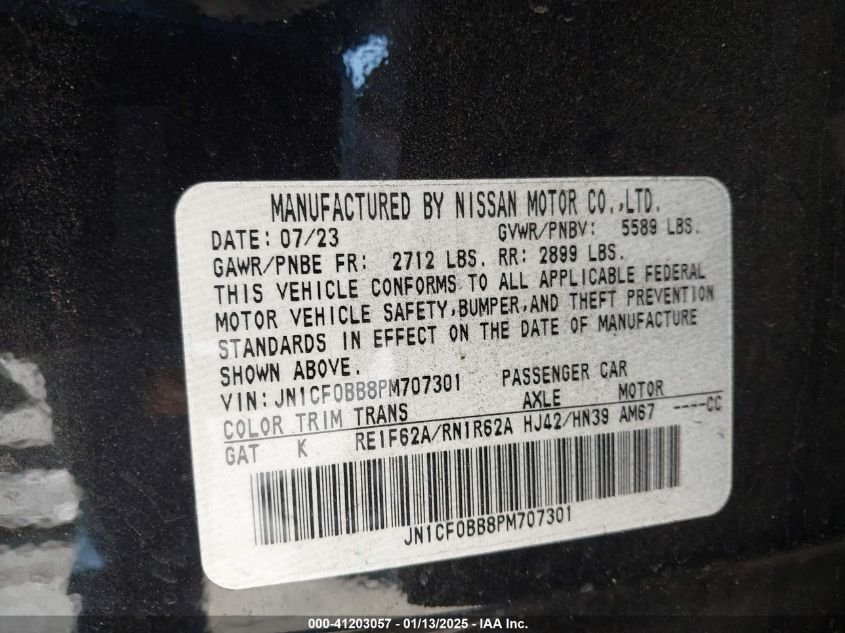 MANUFACTURED BY NISSAN MOTOR CO.,LTD.
DATE: 07/23 GVWR/PNBV: 5589 LBS.
GAWR/PNBE FR: 2712 LBS. RR: 2899 LBS.
THIS VEHICLE CONFORMS TO ALL APPLICABLE FEDERAL
MOTOR VEHICLE SAFETY,BUMPER,AND THEFT PREVENTION
STANDARDS IN EFFECT ON THE DATE OF MANUFACTURE
SHOWN ABOVE.
VIN: JN1CF0BB8PM707301 PASSENGER CAR
COLOR TRIM TRANS AXLE MOTOR
GAT K RE1F62A/RN1R62A HJ42/HN39 AM67 ----CC
JN1CF0BB8PM707301
000-41203057 - 01/13/2025 - © IAA Holdings, LLC.